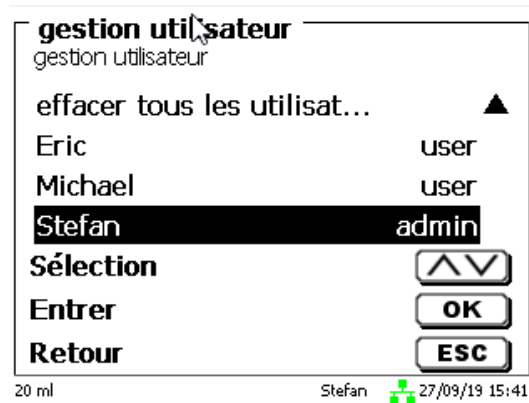 gestion utilisateur
gestion utilisateur
effacer tous les utilisat... ▲
Eric user
Michael user
Stefan admin
Sélection
Entrer OK
Retour ESC
20 ml Stefan 27/09/19 15:41